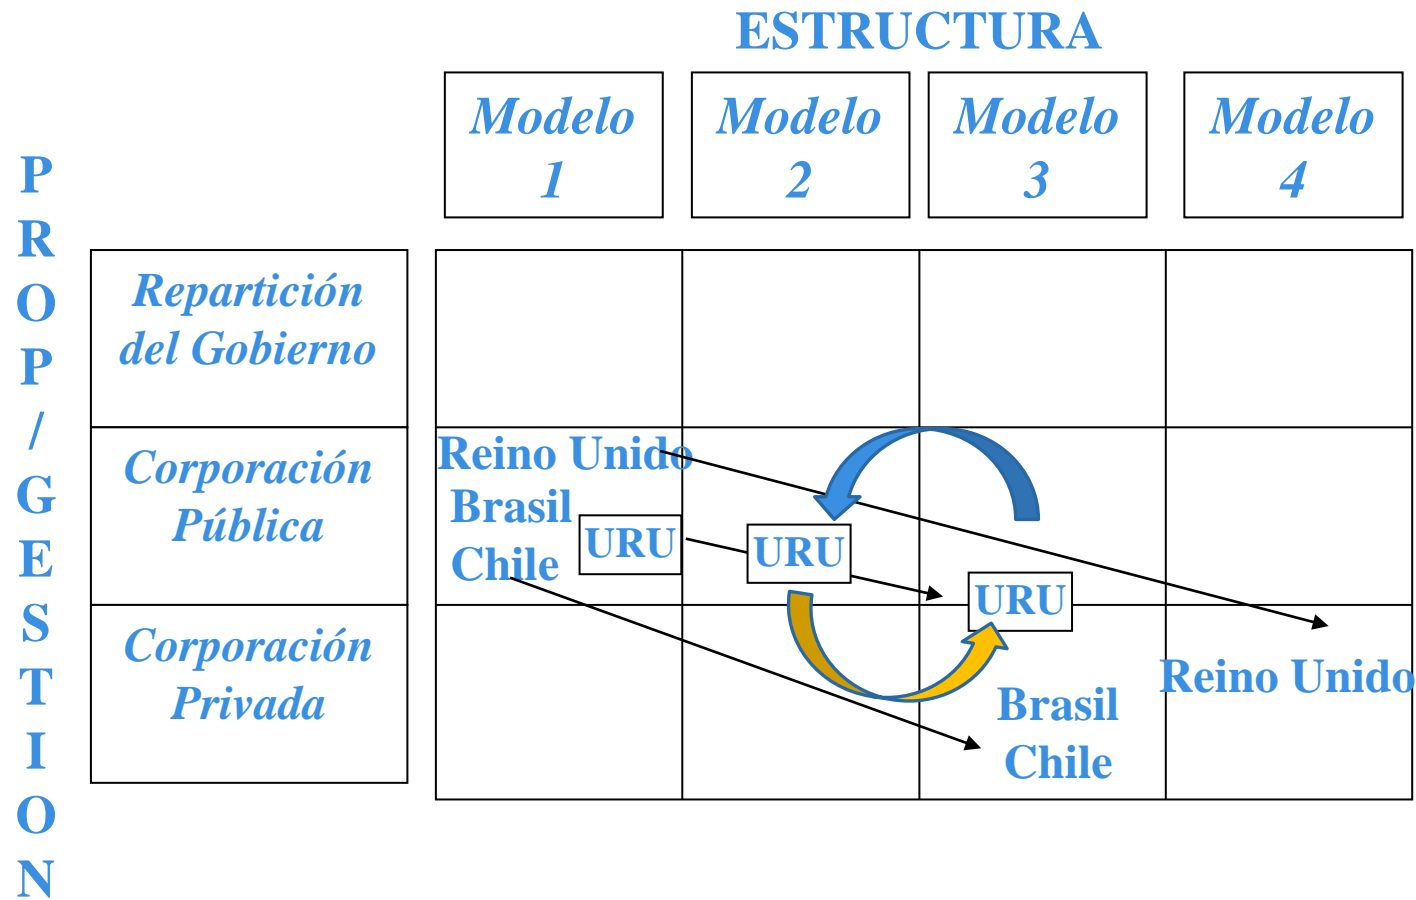 ESTRUCTURA
Modelo
1
Modelo
2
Modelo
3
Modelo
4
P
R
O
P
/
G
E
S
T
I
O
N
Repartición
del Gobierno
Corporación
Pública
Corporación
Privada
Reino Unido
Brasil
Chile
URU
URU
URU
Brasil
Chile
Reino Unido